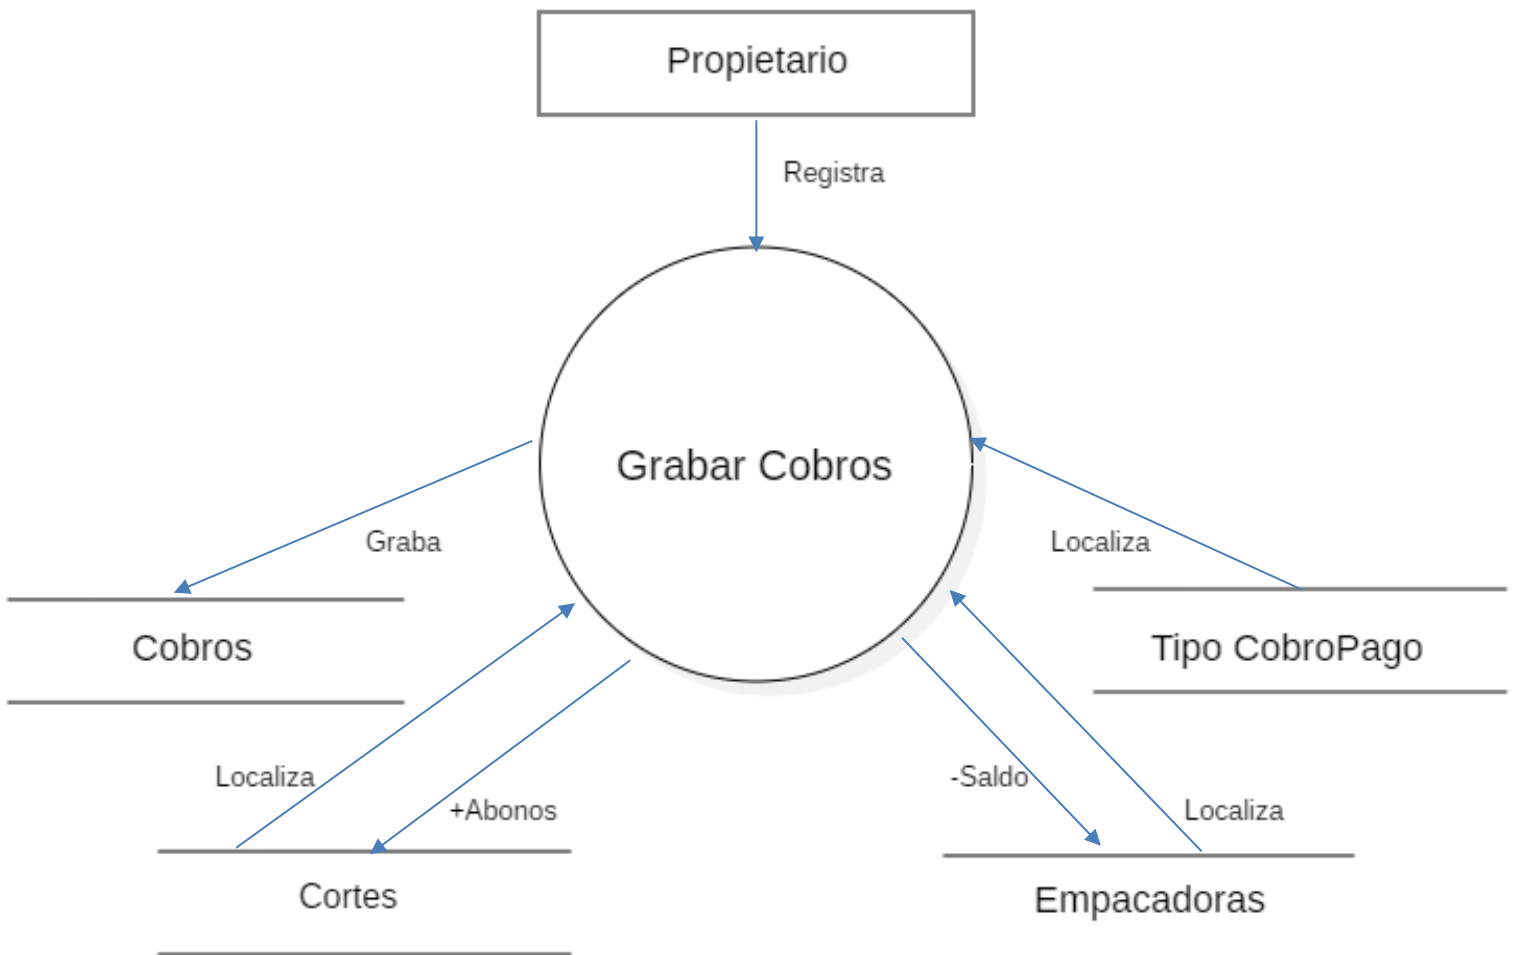 Propietario
Registra
Grabar Cobros
Graba
Localiza
Cobros
Tipo CobroPago
Localiza
+Abonos
-Saldo
Localiza
Cortes
Empacadoras